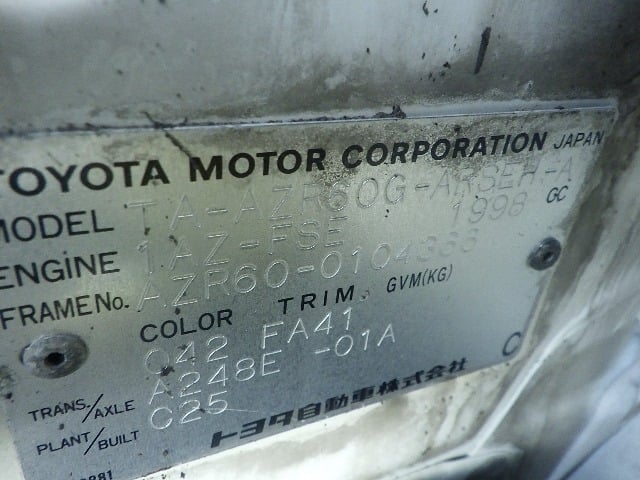 TOYOTA MOTOR CORPORATION JAPAN
MODEL TA-AZR60G-ARSEH-A
ENGINE 1AZ-FSE 1998 GC
FRAME No. AZR60-0104366
COLOR TRIM. GVM(KG)
042 FA41
TRANS./AXLE A248E -01A
PLANT/BUILT C25
C
トヨタ自動車株式会社